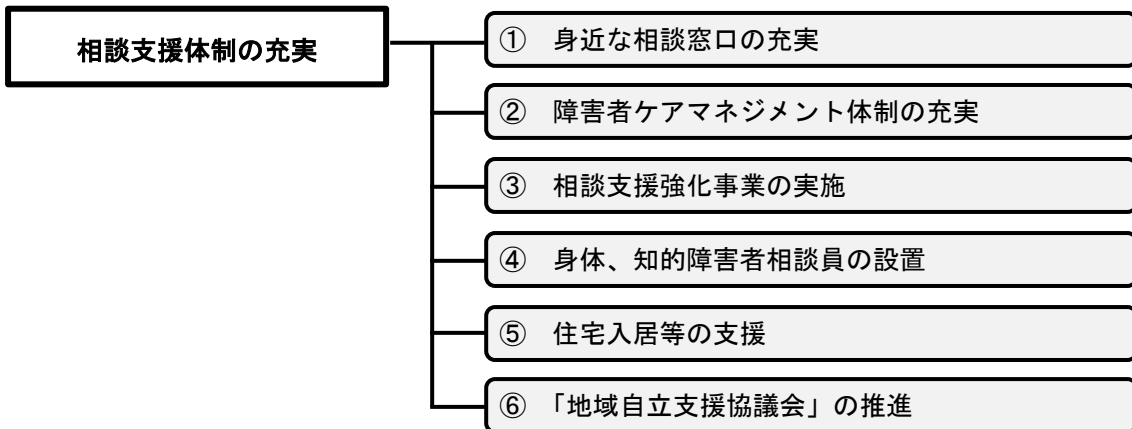 相談支援体制の充実
① 身近な相談窓口の充実
② 障害者ケアマネジメント体制の充実
③ 相談支援強化事業の実施
④ 身体、知的障害者相談員の設置
⑤ 住宅入居等の支援
⑥ 「地域自立支援協議会」の推進